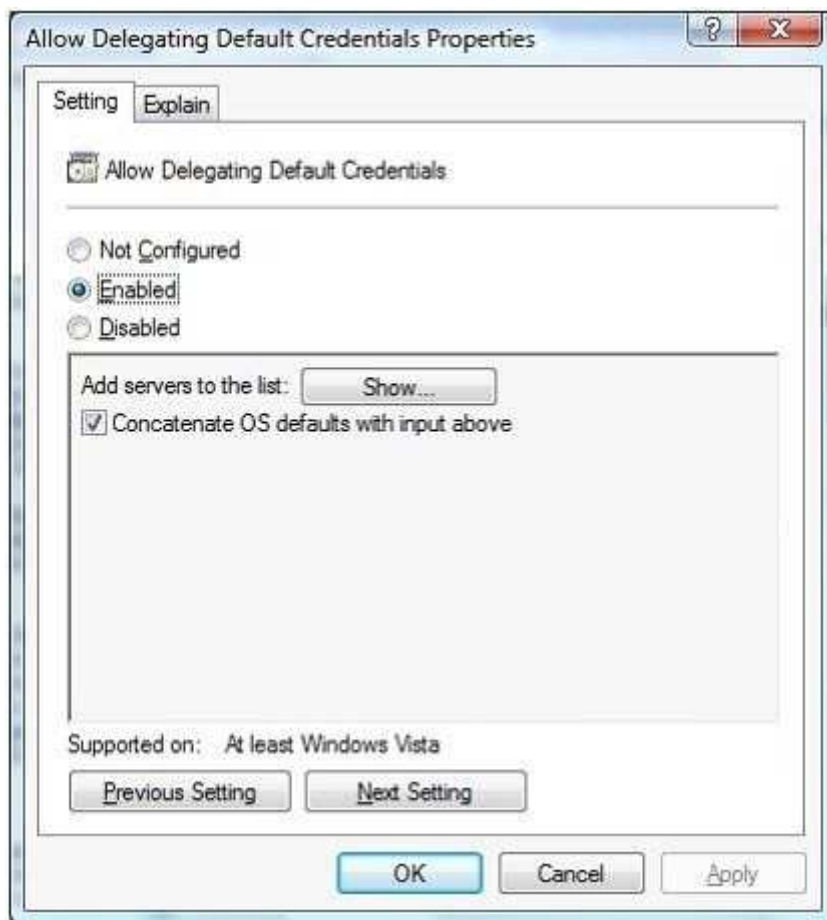 Allow Delegating Default Credentials Properties
?
X
Setting
Explain
Allow Delegating Default Credentials
Not Configured
Enabled
Disabled
Add servers to the list:
Show...
Concatenate OS defaults with input above
Supported on: At least Windows Vista
Previous Setting
Next Setting
OK
Cancel
Apply